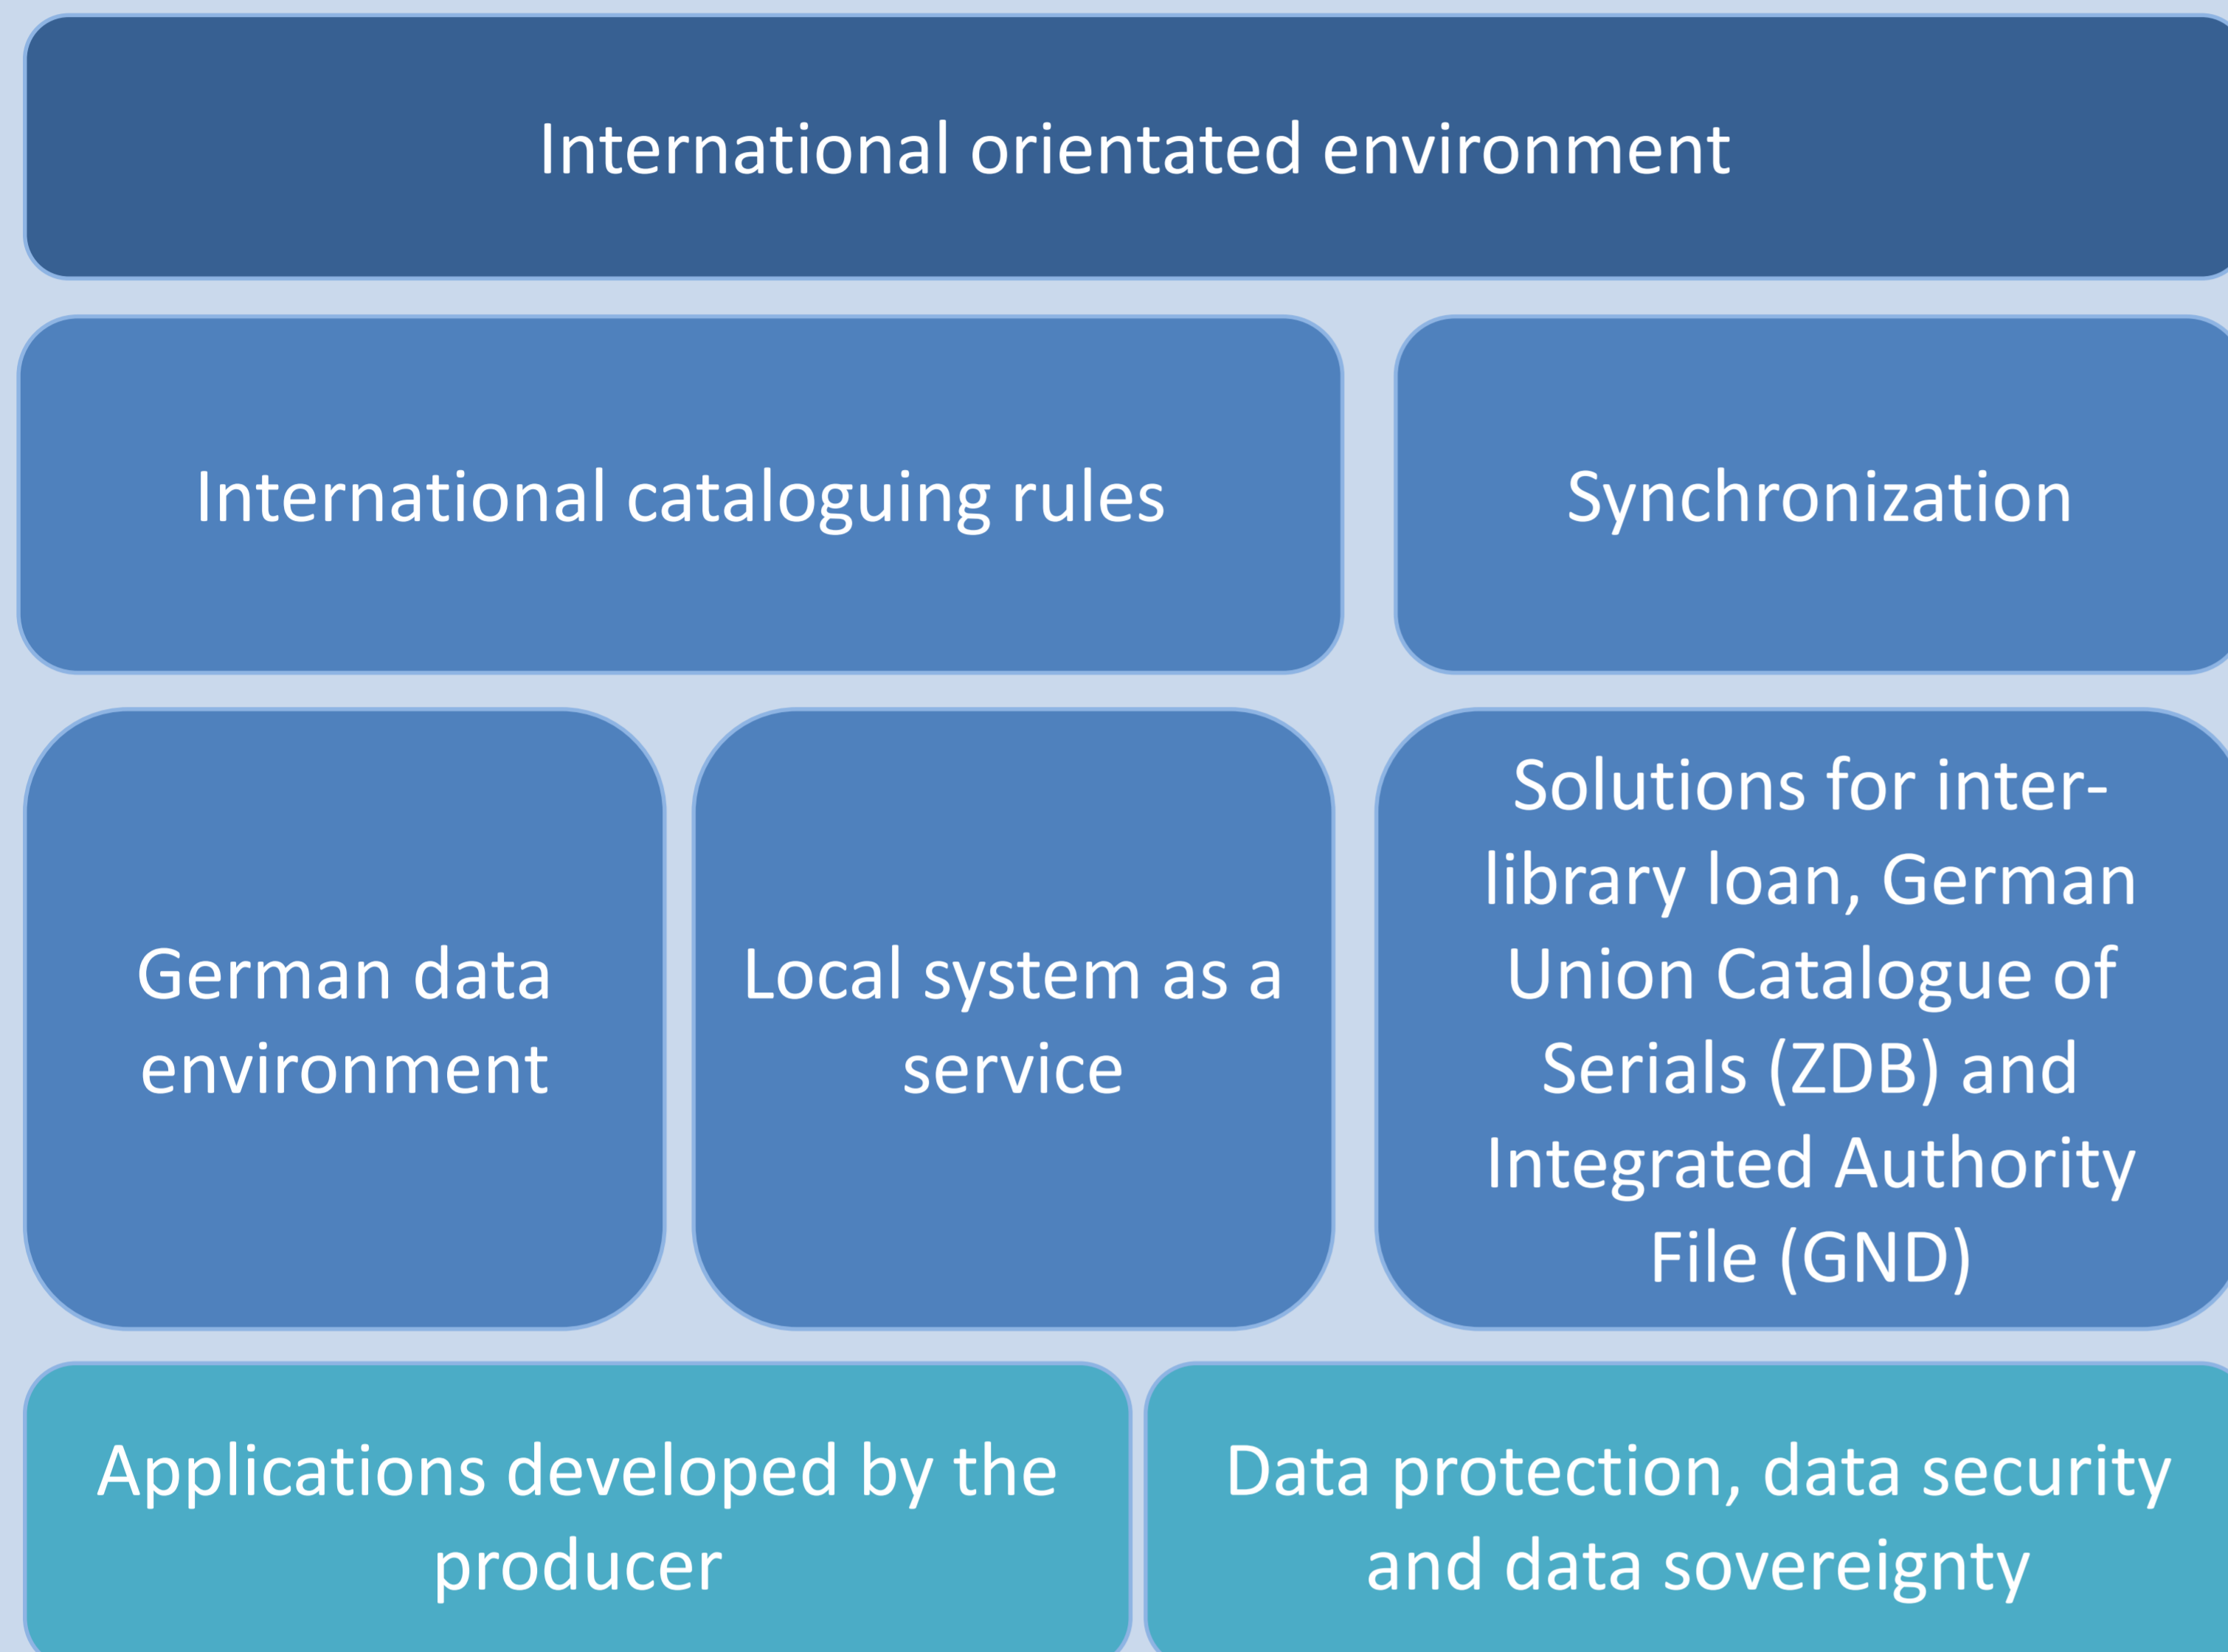 International orientated environment
International cataloguing rules
Synchronization
German data
environment
Local system as a
service
Solutions for inter-
library loan, German
Union Catalogue of
Serials (ZDB) and
Integrated Authority
File (GND)
Applications developed by the
producer
Data protection, data security
and data sovereignty